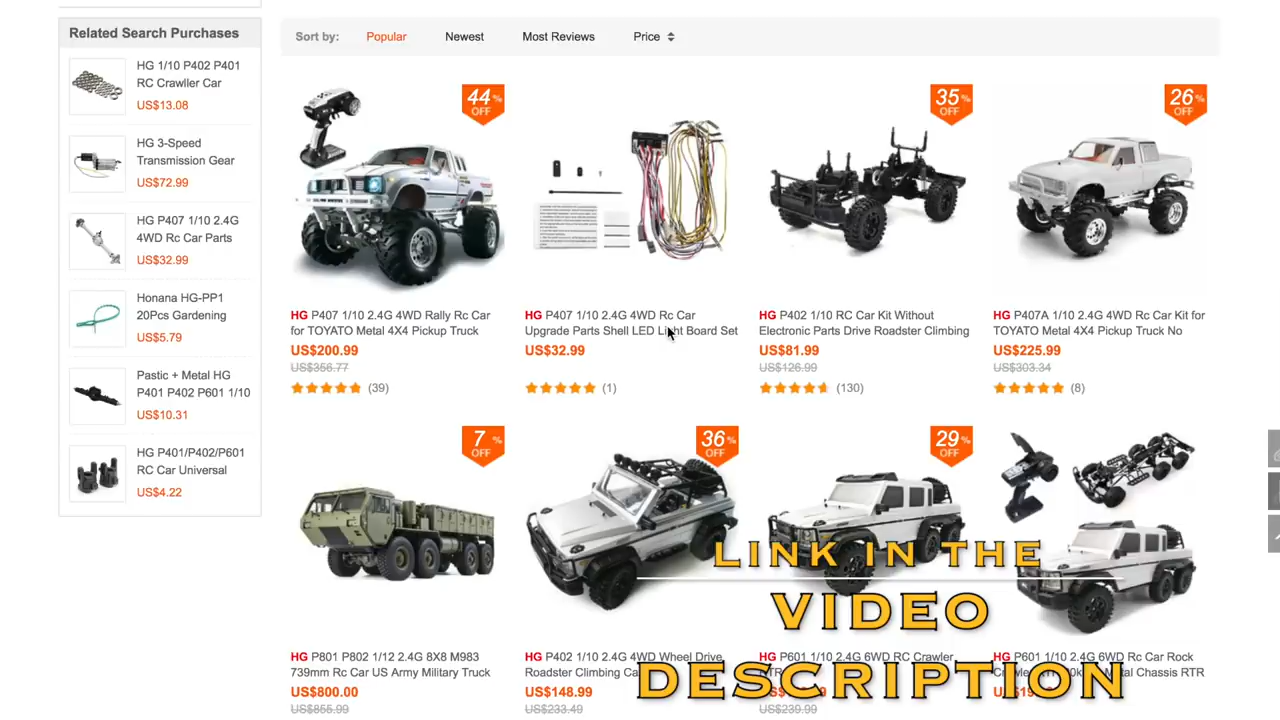 Related Search Purchases
HG 1/10 P402 P401
RC Crawller Car
US$13.08
HG 3-Speed
Transmission Gear
US$72.99
HG P407 1/10 2.4G
4WD Rc Car Parts
US$32.99
Honana HG-PP1
20Pcs Gardening
US$5.79
Pastic + Metal HG
P401 P402 P601 1/10
US$10.31
HG P401/P402/P601
RC Car Universal
US$4.22
Sort by: Popular Newest Most Reviews Price
44% OFF
HG P407 1/10 2.4G 4WD Rally Rc Car
for TOYATO Metal 4X4 Pickup Truck
US$200.99
US$356.77
(39)
HG P407 1/10 2.4G 4WD Rc Car
Upgrade Parts Shell LED Light Board Set
US$32.99
(1)
35% OFF
HG P402 1/10 RC Car Kit Without
Electronic Parts Drive Roadster Climbing
US$81.99
US$126.99
(130)
26% OFF
HG P407A 1/10 2.4G 4WD Rc Car Kit for
TOYATO Metal 4X4 Pickup Truck No
US$225.99
US$303.34
(8)
7% OFF
HG P801 P802 1/12 2.4G 8X8 M983
739mm Rc Car US Army Military Truck
US$800.00
US$855.99
36% OFF
HG P402 1/10 2.4G 4WD Wheel Drive
Roadster Climbing
US$148.99
US$233.49
29% OFF
HG P601 1/10 2.4G 6WD RC Crawler
US$239.99
HG P601 1/10 2.4G 6WD Rc Car Rock
Chassis RTR
LINK IN THE
VIDEO
DESCRIPTION